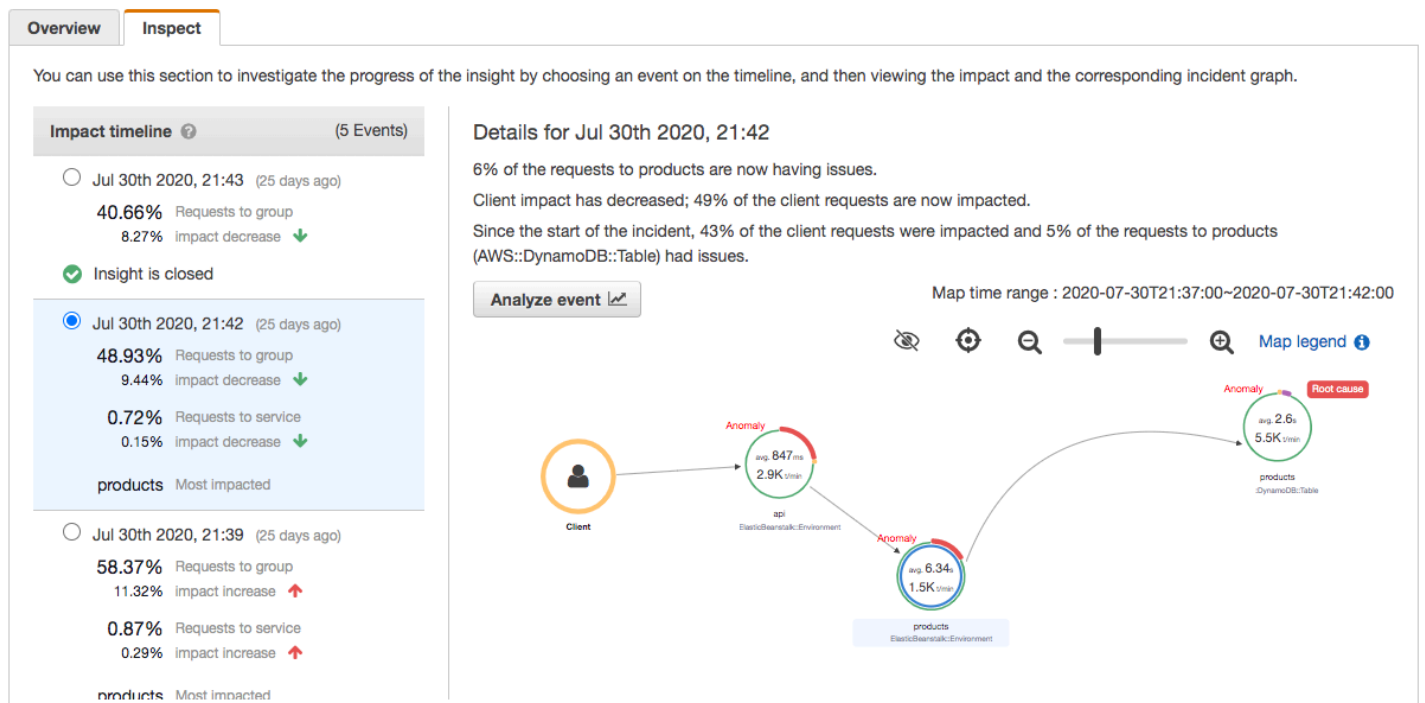 Overview
Inspect
You can use this section to investigate the progress of the insight by choosing an event on the timeline, and then viewing the impact and the corresponding incident graph.
Impact timeline ?
(5 Events)
Jul 30th 2020, 21:43 (25 days ago)
40.66% Requests to group
8.27% impact decrease
Insight is closed
Jul 30th 2020, 21:42 (25 days ago)
48.93% Requests to group
9.44% impact decrease
0.72% Requests to service
0.15% impact decrease
products Most impacted
Jul 30th 2020, 21:39 (25 days ago)
58.37% Requests to group
11.32% impact increase
0.87% Requests to service
0.29% impact increase
products Most impacted
Details for Jul 30th 2020, 21:42
6% of the requests to products are now having issues.
Client impact has decreased; 49% of the client requests are now impacted.
Since the start of the incident, 43% of the client requests were impacted and 5% of the requests to products
(AWS::DynamoDB::Table) had issues.
Analyze event
Map time range : 2020-07-30T21:37:00~2020-07-30T21:42:00
Map legend i
Client
Anomaly
avg. 847ms
2.9K t/min
api
ElasticBeanstalk::Environment
Anomaly
avg. 6.34s
1.5K t/min
products
ElasticBeanstalk::Environment
Anomaly
Root cause
avg. 2.6s
5.5K t/min
products
:DynamoDB::Table